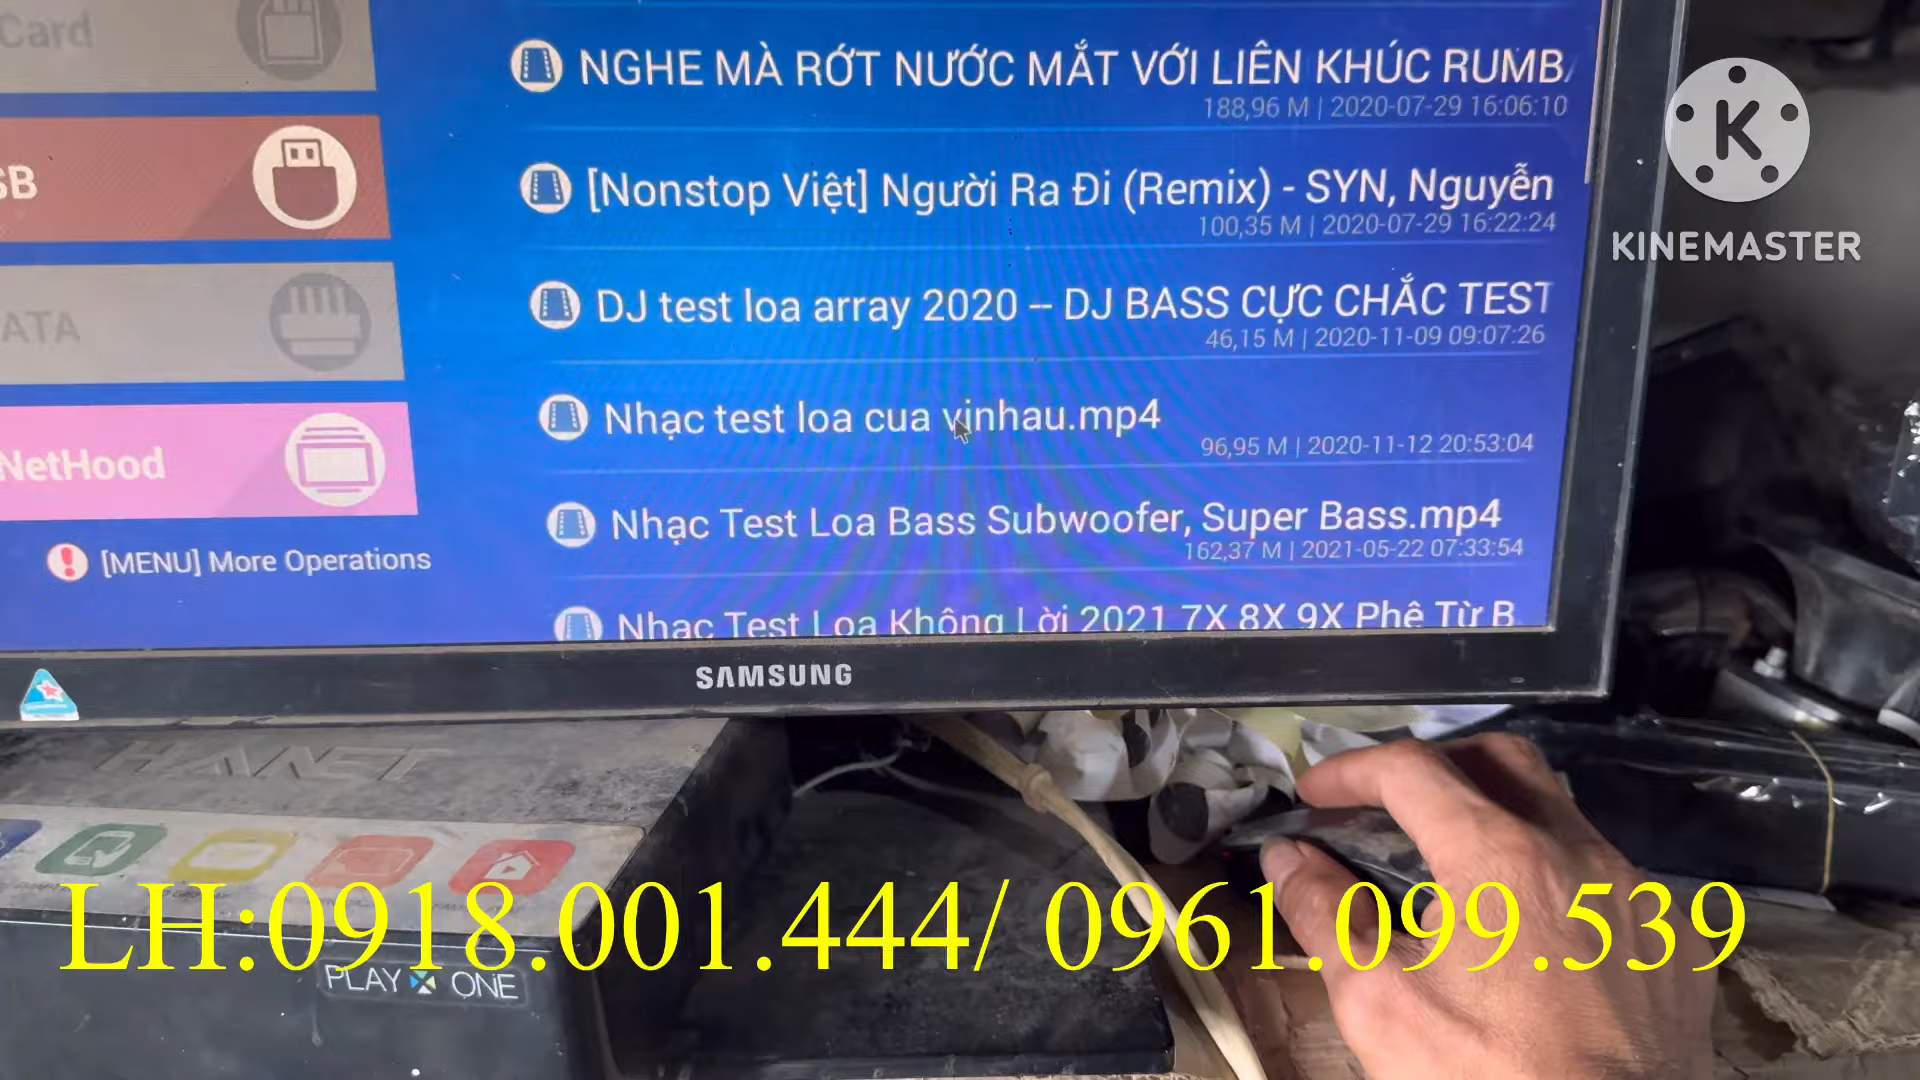 Card
NGHE MÀ RỚT NƯỚC MẮT VỚI LIÊN KHÚC RUMBA
188,96 M | 2020-07-29 16:06:10
SB
[Nonstop Việt] Người Ra Đi (Remix) - SYN, Nguyễn
100,35 M | 2020-07-29 16:22:24
DJ test loa array 2020 -- DJ BASS CỰC CHẮC TEST
46,15 M | 2020-11-09 09:07:26
ATA
Nhạc test loa cua vinhau.mp4
96,95 M | 2020-11-12 20:53:04
NetHood
Nhạc Test Loa Bass Subwoofer, Super Bass.mp4
162,37 M | 2021-05-22 07:33:54
[MENU] More Operations
Nhạc Test Loa Không Lời 2021 7X 8X 9X Phê Từ B
K
KINEMASTER
SAMSUNG
HANET
LH:0918.001.444/ 0961.099.539
PLAY X ONE